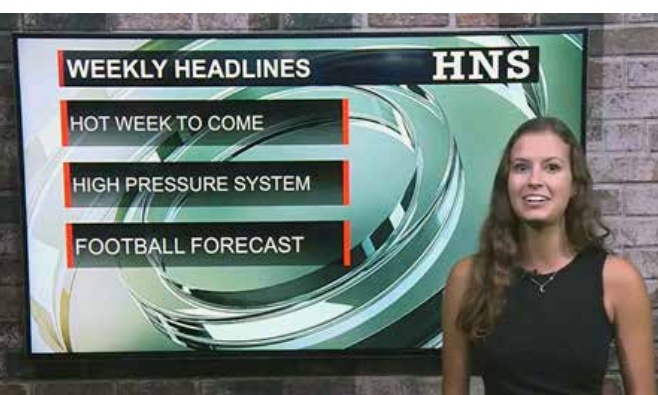 WEEKLY HEADLINES HNS
HOT WEEK TO COME
HIGH PRESSURE SYSTEM
FOOTBALL FORECAST